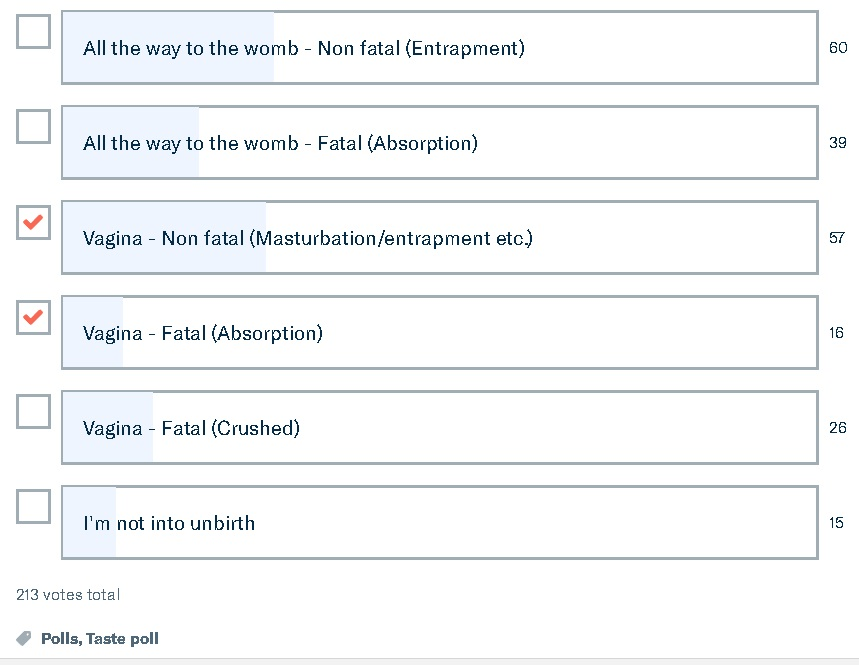 All the way to the womb - Non fatal (Entrapment)
60
All the way to the womb - Fatal (Absorption)
39
Vagina - Non fatal (Masturbation/entrapment etc.)
57
Vagina - Fatal (Absorption)
16
Vagina - Fatal (Crushed)
26
I'm not into unbirth
15
213 votes total
Polls, Taste poll